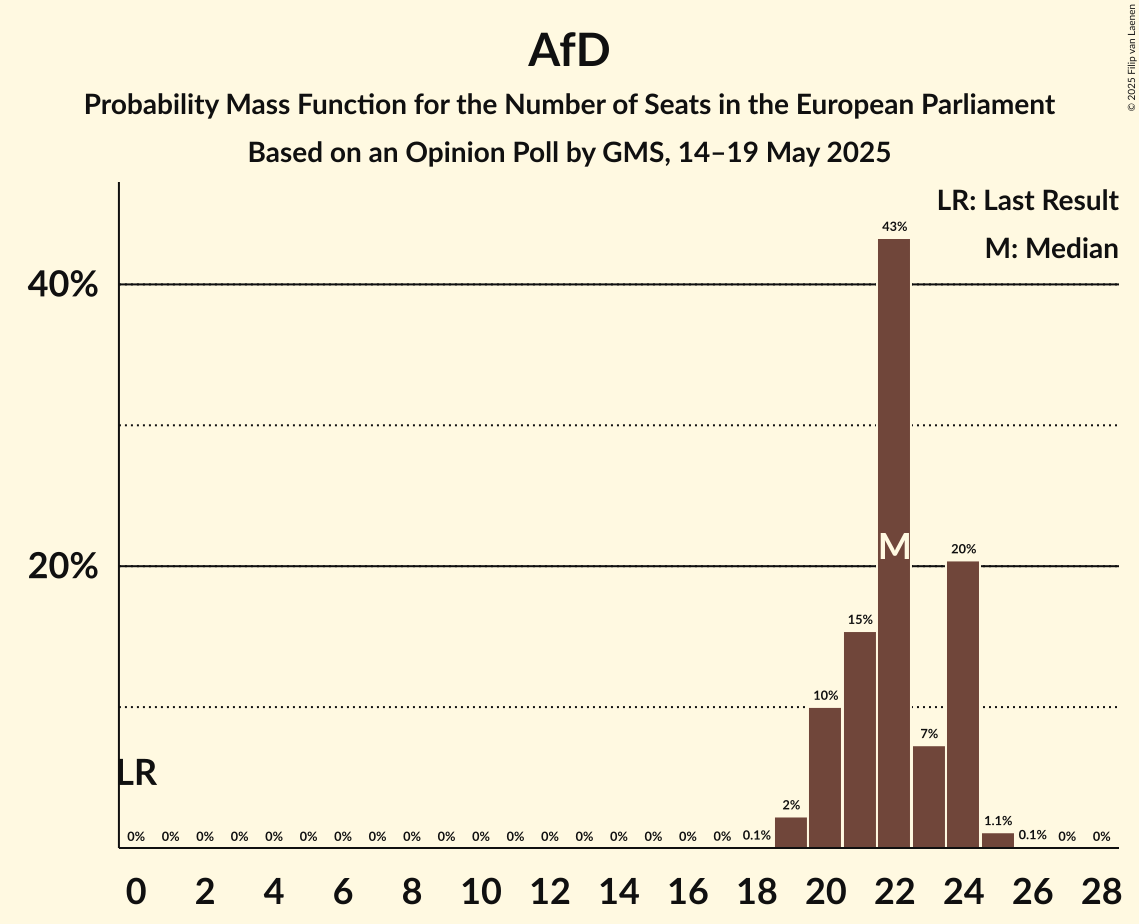 AfD
Probability Mass Function for the Number of Seats in the European Parliament
Based on an Opinion Poll by GMS, 14–19 May 2025
© 2025 Filip van Laenen
LR: Last Result
M: Median
40%
20%
LR
M
0% 0% 0% 0% 0% 0% 0% 0% 0% 0% 0% 0% 0% 0% 0% 0% 0% 0% 0.1% 2% 10% 15% 43% 7% 20% 1.1% 0.1% 0% 0%
0 2 4 6 8 10 12 14 16 18 20 22 24 26 28